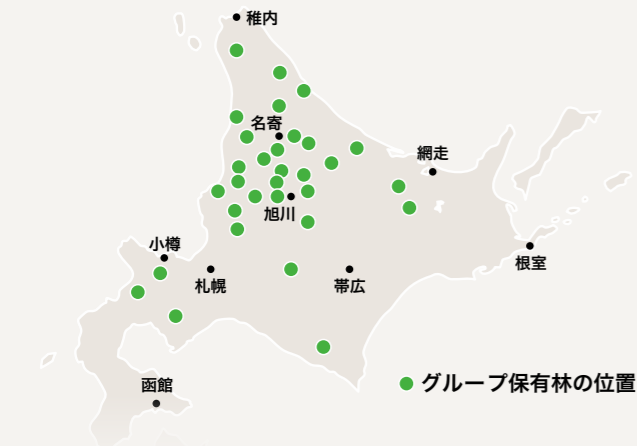 稚内
名寄
網走
旭川
小樽
札幌
帯広
根室
グループ保有林の位置
函館